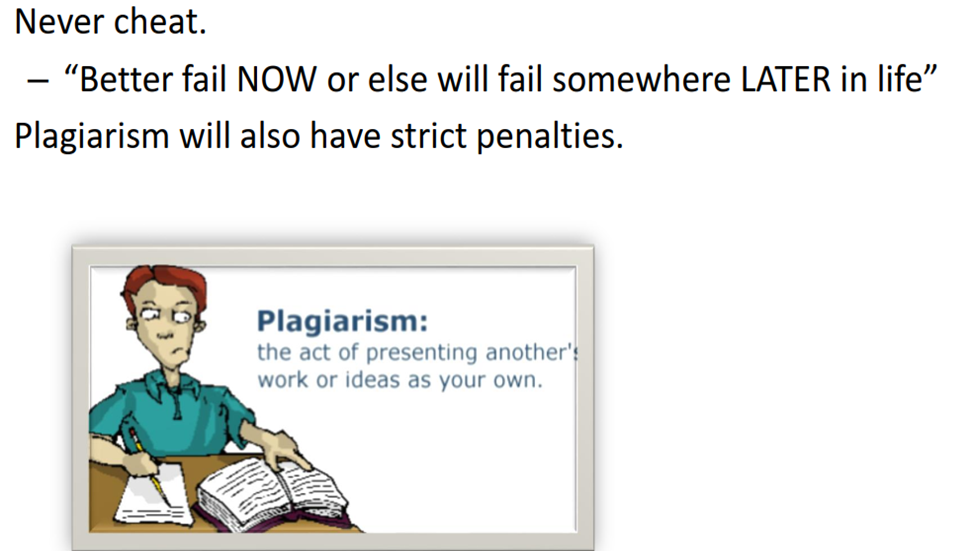 Never cheat.
– “Better fail NOW or else will fail somewhere LATER in life”
Plagiarism will also have strict penalties.
Plagiarism:
the act of presenting another's
work or ideas as your own.